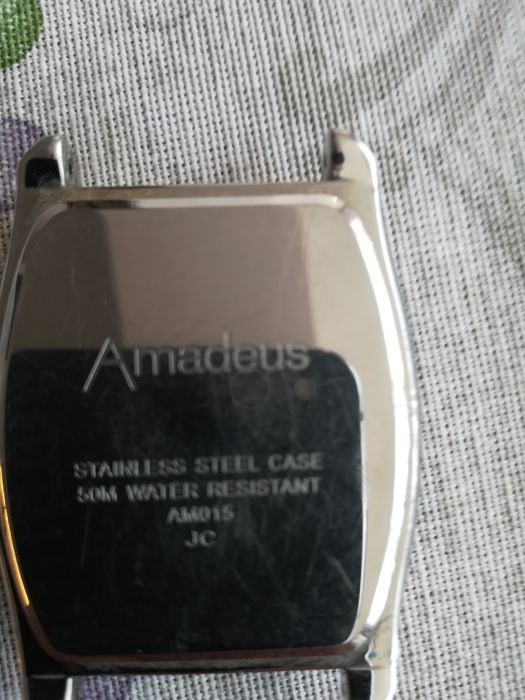 Amadeus
STAINLESS STEEL CASE
50M WATER RESISTANT
AM015
JC